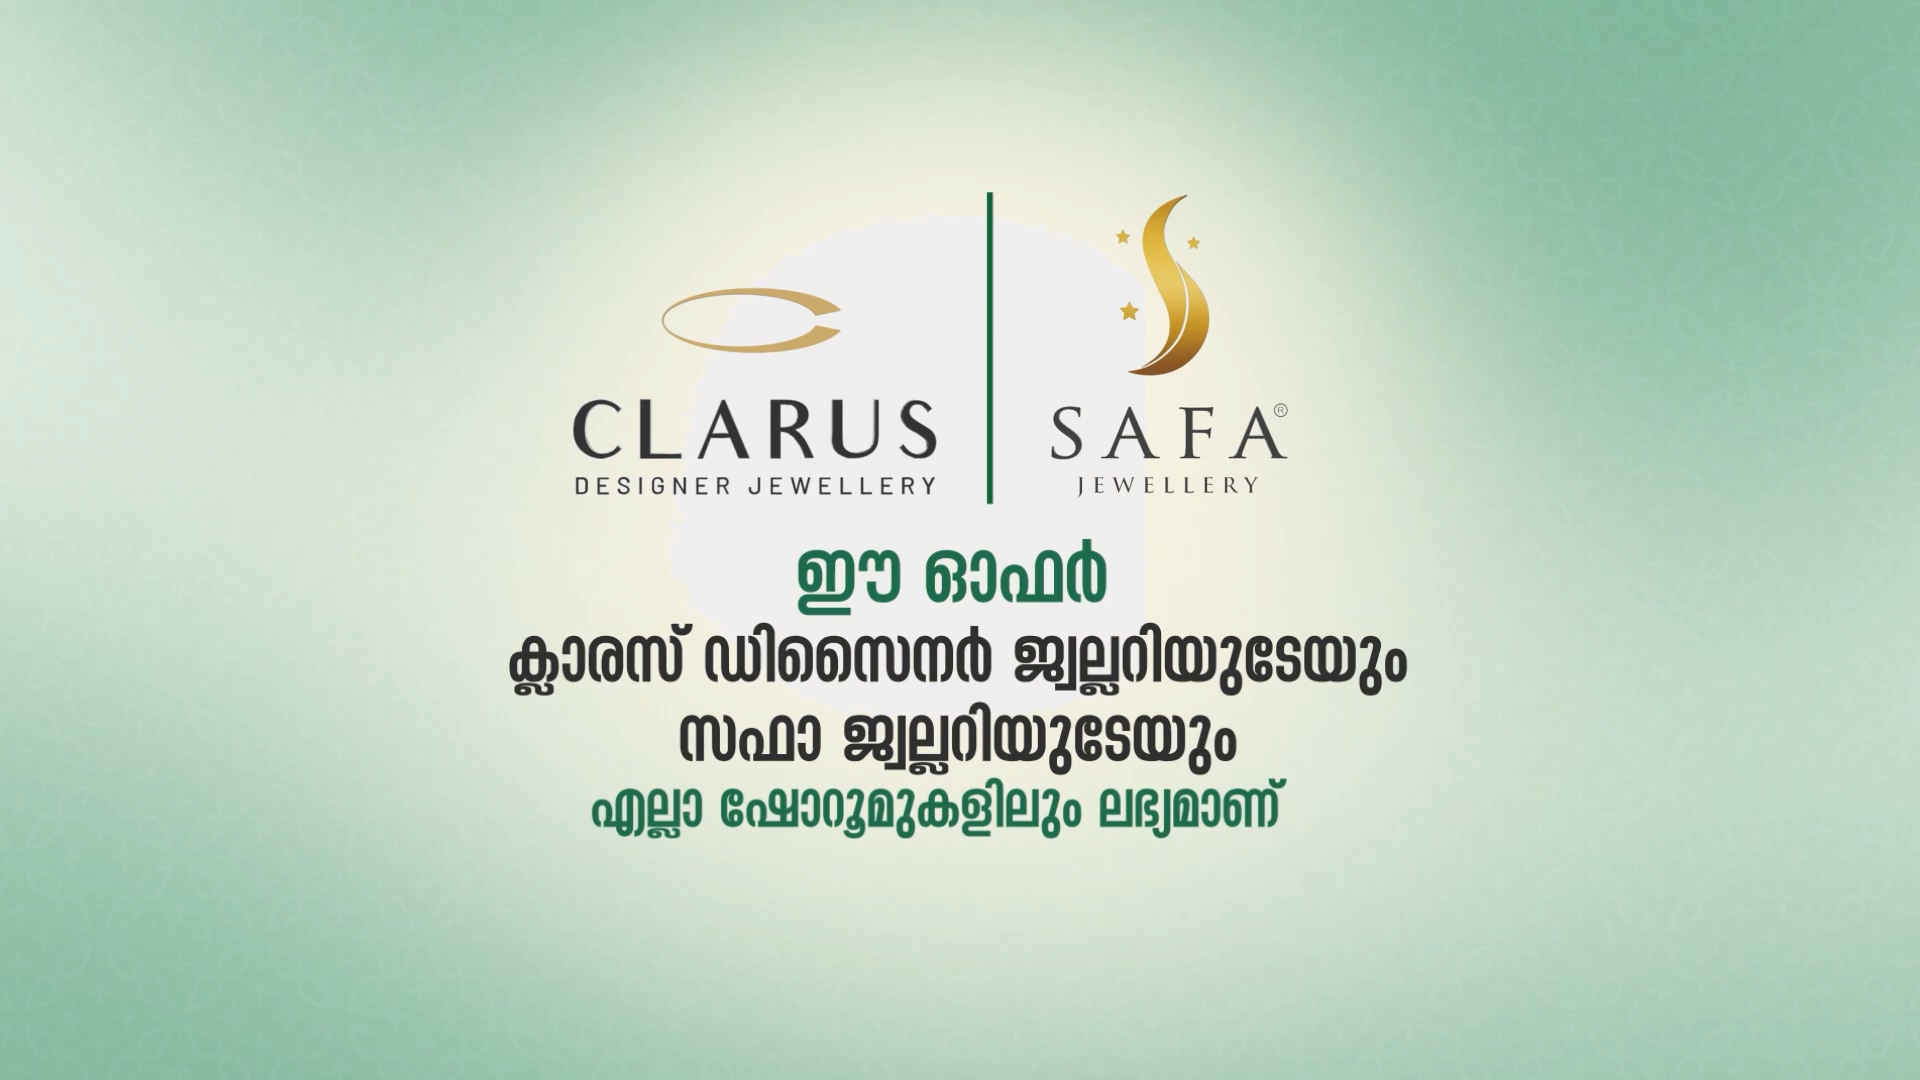 CLARUS
DESIGNER JEWELLERY
SAFA®
JEWELLERY
ഈ ഓഫർ
ക്ലാരസ് ഡിസൈനർ ജ്വല്ലറിയുടേയും
സഫാ ജ്വല്ലറിയുടേയും
എല്ലാ ഷോറൂമുകളിലും ലഭ്യമാണ്